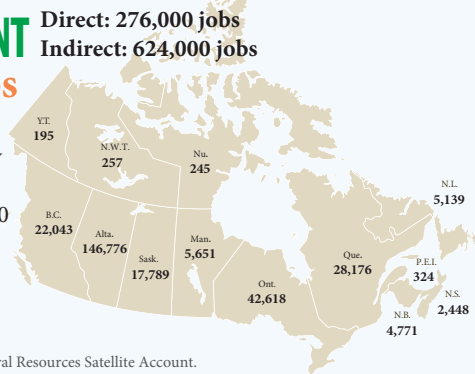 NT
Direct: 276,000 jobs
Indirect: 624,000 jobs
s
Y.T.
195
N.W.T.
257
Nu.
245
N.L.
5,139
0
B.C.
22,043
Alta.
146,776
Sask.
17,789
Man.
5,651
Ont.
42,618
Que.
28,176
P.E.I.
324
N.S.
2,448
N.B.
4,771
ral Resources Satellite Account.